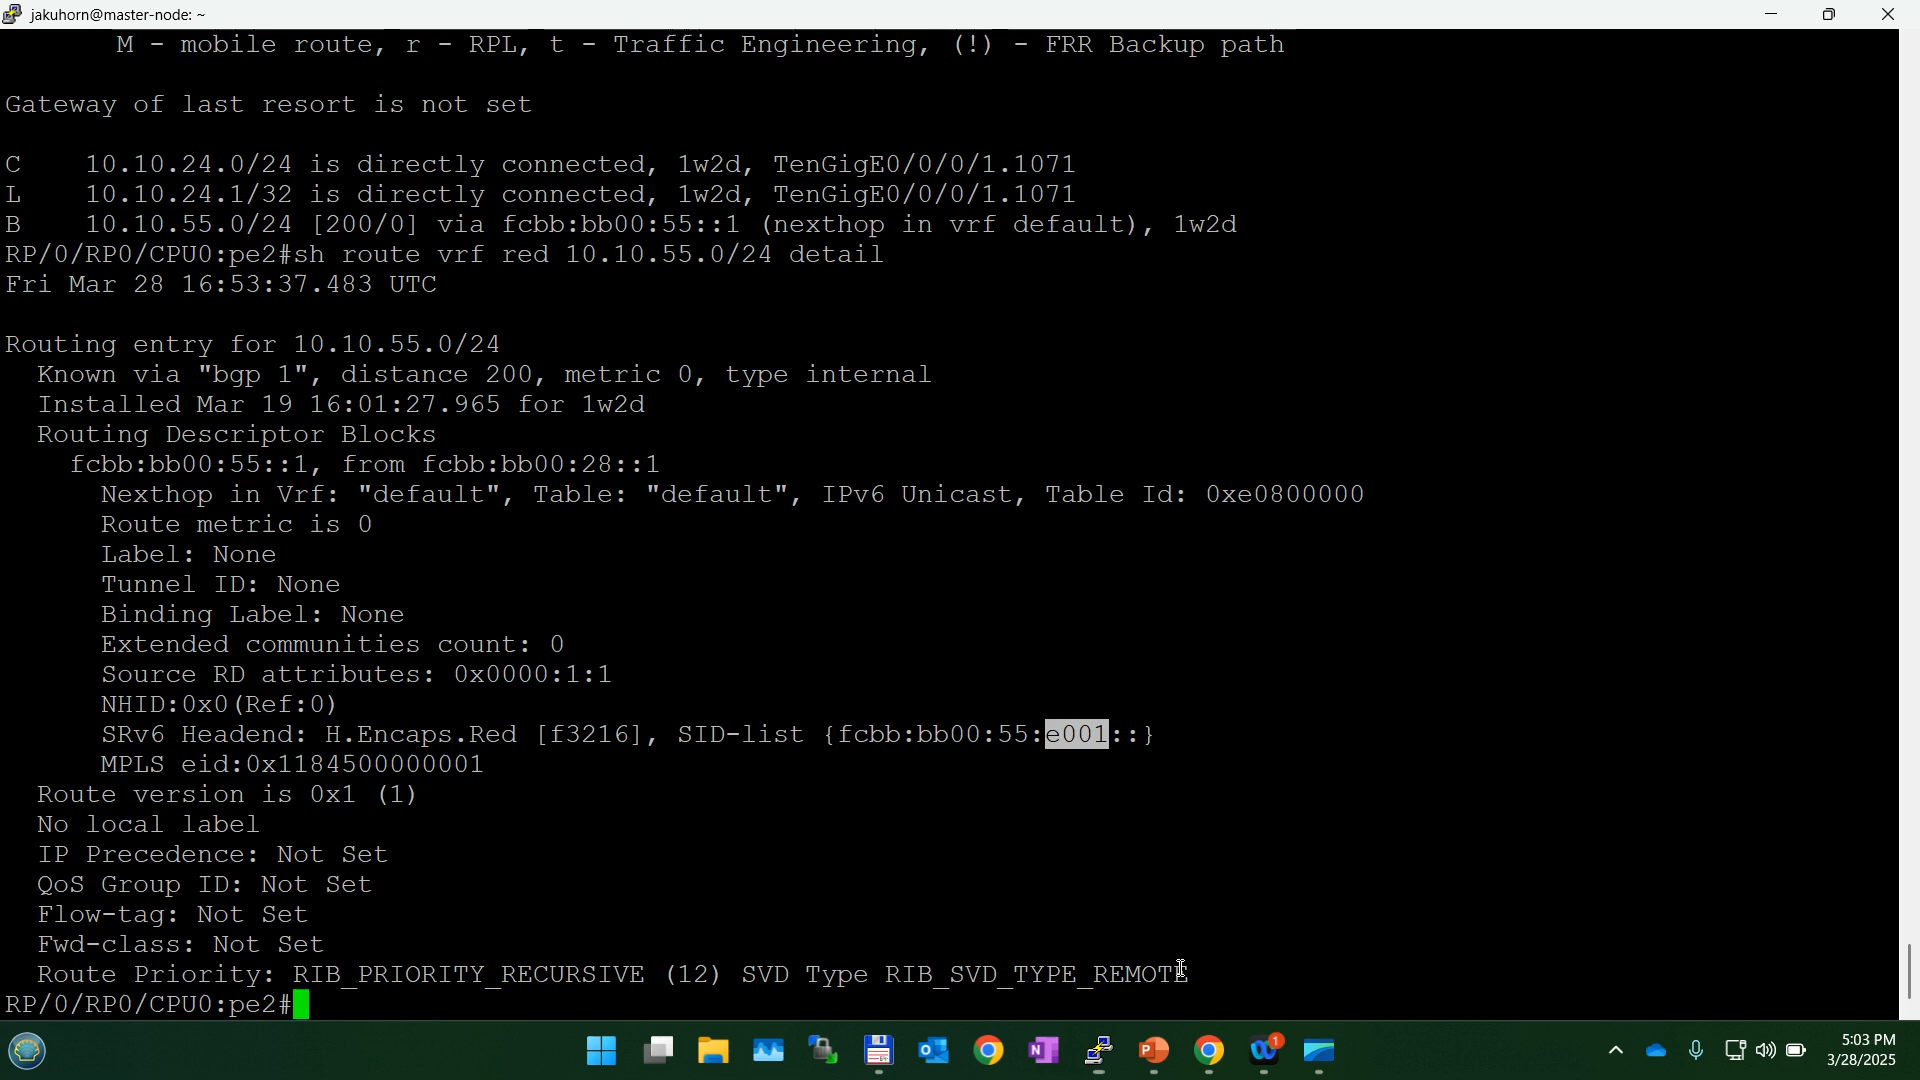 jakuhorn@master-node: ~
M - mobile route, r - RPL, t - Traffic Engineering, (!) - FRR Backup path
Gateway of last resort is not set
C    10.10.24.0/24 is directly connected, 1w2d, TenGigE0/0/0/1.1071
L    10.10.24.1/32 is directly connected, 1w2d, TenGigE0/0/0/1.1071
B    10.10.55.0/24 [200/0] via fcbb:bb00:55::1 (nexthop in vrf default), 1w2d
RP/0/RP0/CPU0:pe2#sh route vrf red 10.10.55.0/24 detail
Fri Mar 28 16:53:37.483 UTC
Routing entry for 10.10.55.0/24
Known via "bgp 1", distance 200, metric 0, type internal
Installed Mar 19 16:01:27.965 for 1w2d
Routing Descriptor Blocks
fcbb:bb00:55::1, from fcbb:bb00:28::1
Nexthop in Vrf: "default", Table: "default", IPv6 Unicast, Table Id: 0xe0800000
Route metric is 0
Label: None
Tunnel ID: None
Binding Label: None
Extended communities count: 0
Source RD attributes: 0x0000:1:1
NHID:0x0(Ref:0)
SRv6 Headend: H.Encaps.Red [f3216], SID-list {fcbb:bb00:55:e001::}
MPLS eid:0x1184500000001
Route version is 0x1 (1)
No local label
IP Precedence: Not Set
QoS Group ID: Not Set
Flow-tag: Not Set
Fwd-class: Not Set
Route Priority: RIB_PRIORITY_RECURSIVE (12) SVD Type RIB_SVD_TYPE_REMOTE
RP/0/RP0/CPU0:pe2#
5:03 PM
3/28/2025